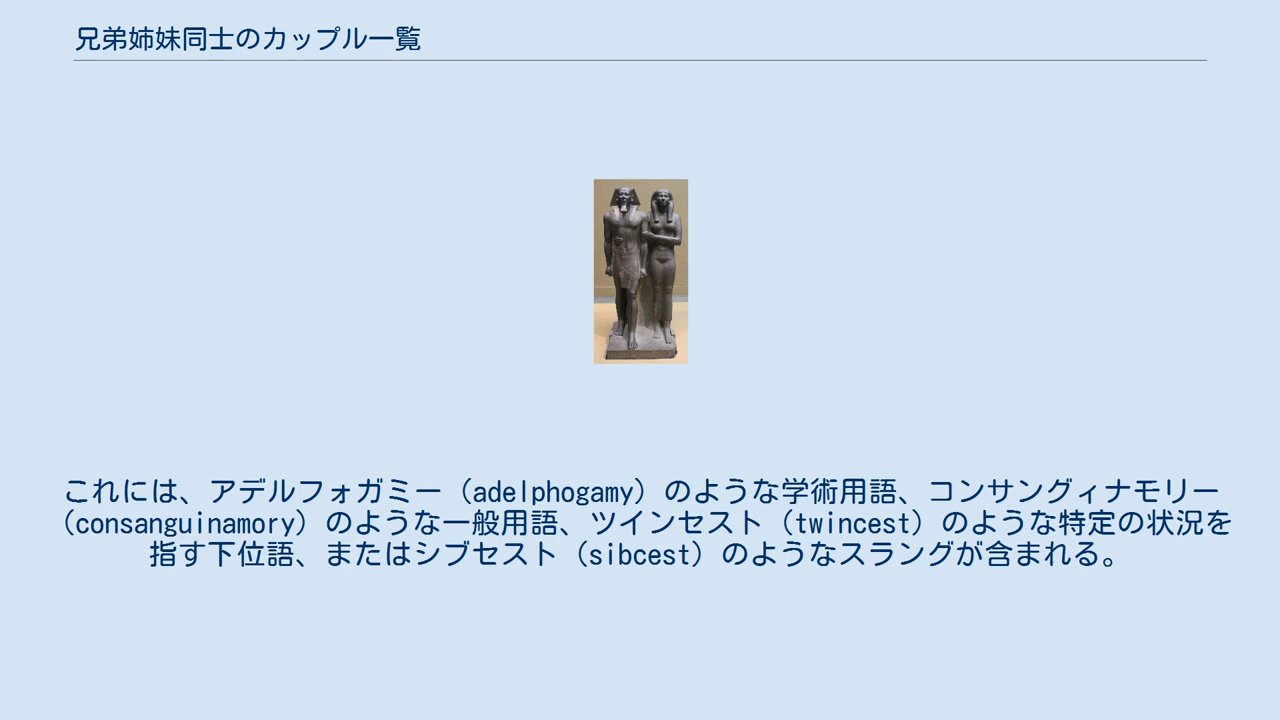 兄弟姉妹同士のカップル一覧
これには、アデルフォガミー（adelphogamy）のような学術用語、コンサングィナモリー
（consanguinamory）のような一般用語、ツインセスト（twincest）のような特定の状況を
指す下位語、またはシブセスト（sibcest）のようなスラングが含まれる。